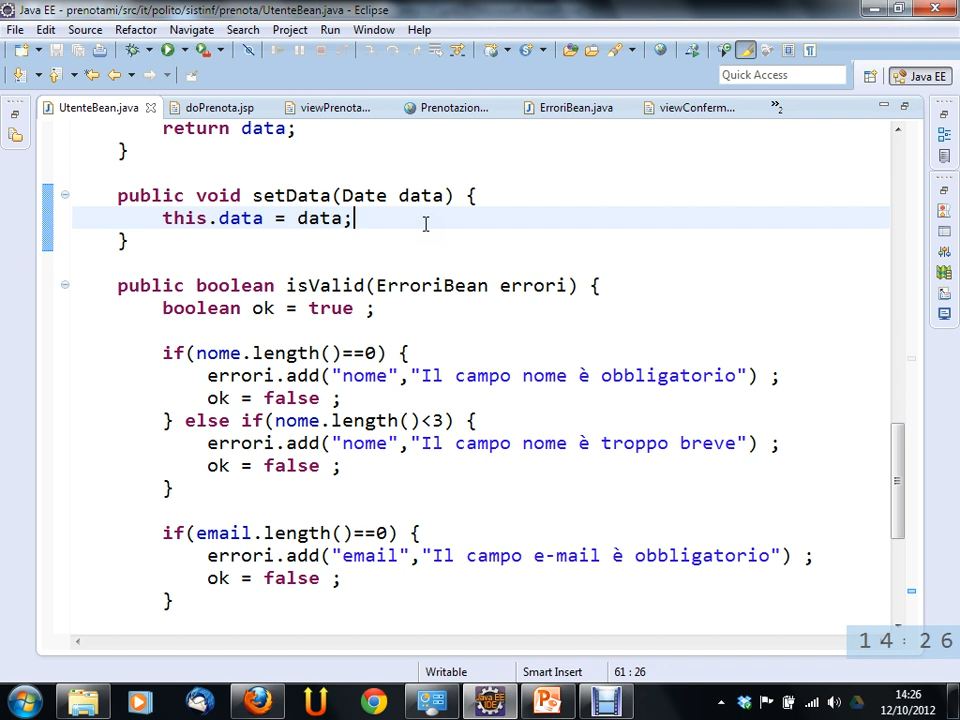 Java EE - prenotami/src/it/polito/sistinf/prenota/UtenteBean.java - Eclipse
File Edit Source Refactor Navigate Search Project Run Window Help
Quick Access
Java EE
UtenteBean.java doPrenota.jsp viewPrenota... Prenotazion... ErroriBean.java viewConferm... »2
return data;
}
public void setData(Date data) {
this.data = data;
}
public boolean isValid(ErroriBean errori) {
boolean ok = true ;
if(nome.length()==0) {
errori.add("nome","Il campo nome è obbligatorio") ;
ok = false ;
} else if(nome.length()<3) {
errori.add("nome","Il campo nome è troppo breve") ;
ok = false ;
}
if(email.length()==0) {
errori.add("email","Il campo e-mail è obbligatorio") ;
ok = false ;
}
14:26
Writable Smart Insert 61 : 26
14:26
12/10/2012